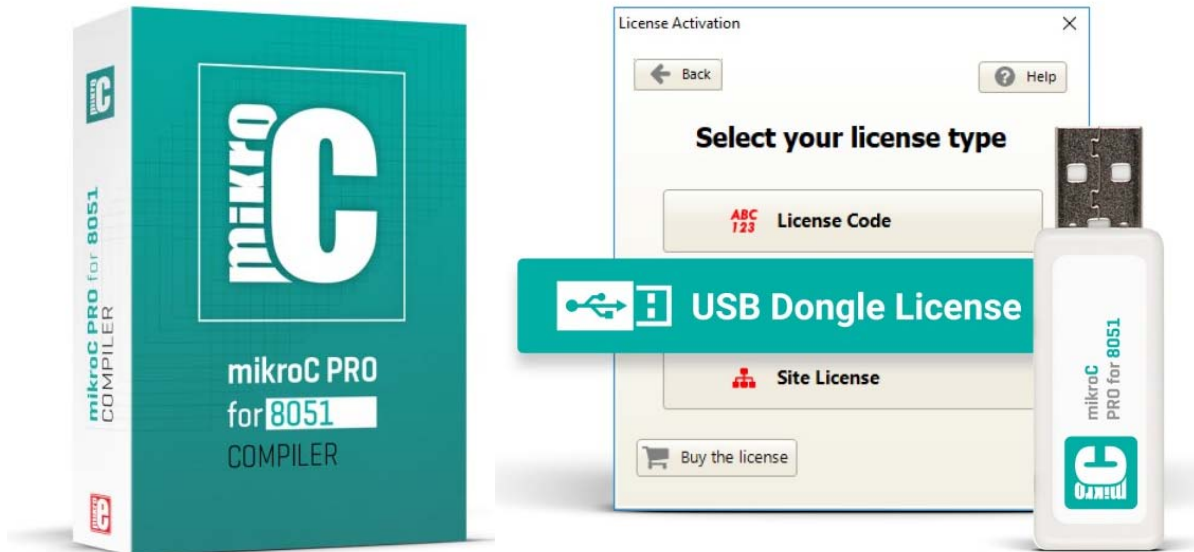 mikro
C
mikroC PRO
for 8051
COMPILER
mikro C
mikroC PRO for 8051
COMPILER
License Activation
Back
Help
Select your license type
ABC
123
License Code
USB Dongle License
Site License
Buy the license
mikroC
PRO for 8051
mikro
C